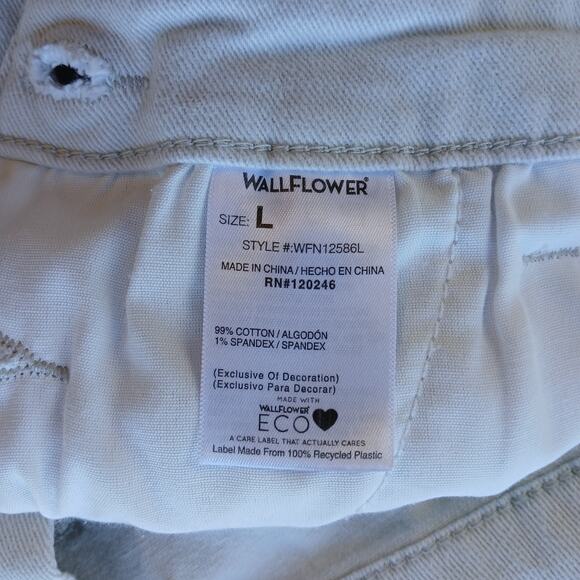 WALLFLOWER®
SIZE: L
STYLE #:WFN12586L
MADE IN CHINA / HECHO EN CHINA
RN#120246
99% COTTON / ALGODÓN
1% SPANDEX / SPANDEX
(Exclusive Of Decoration)
(Exclusivo Para Decorar)
MADE WITH
WALLFLOWER
ECO
A CARE LABEL THAT ACTUALLY CARES
Label Made From 100% Recycled Plastic